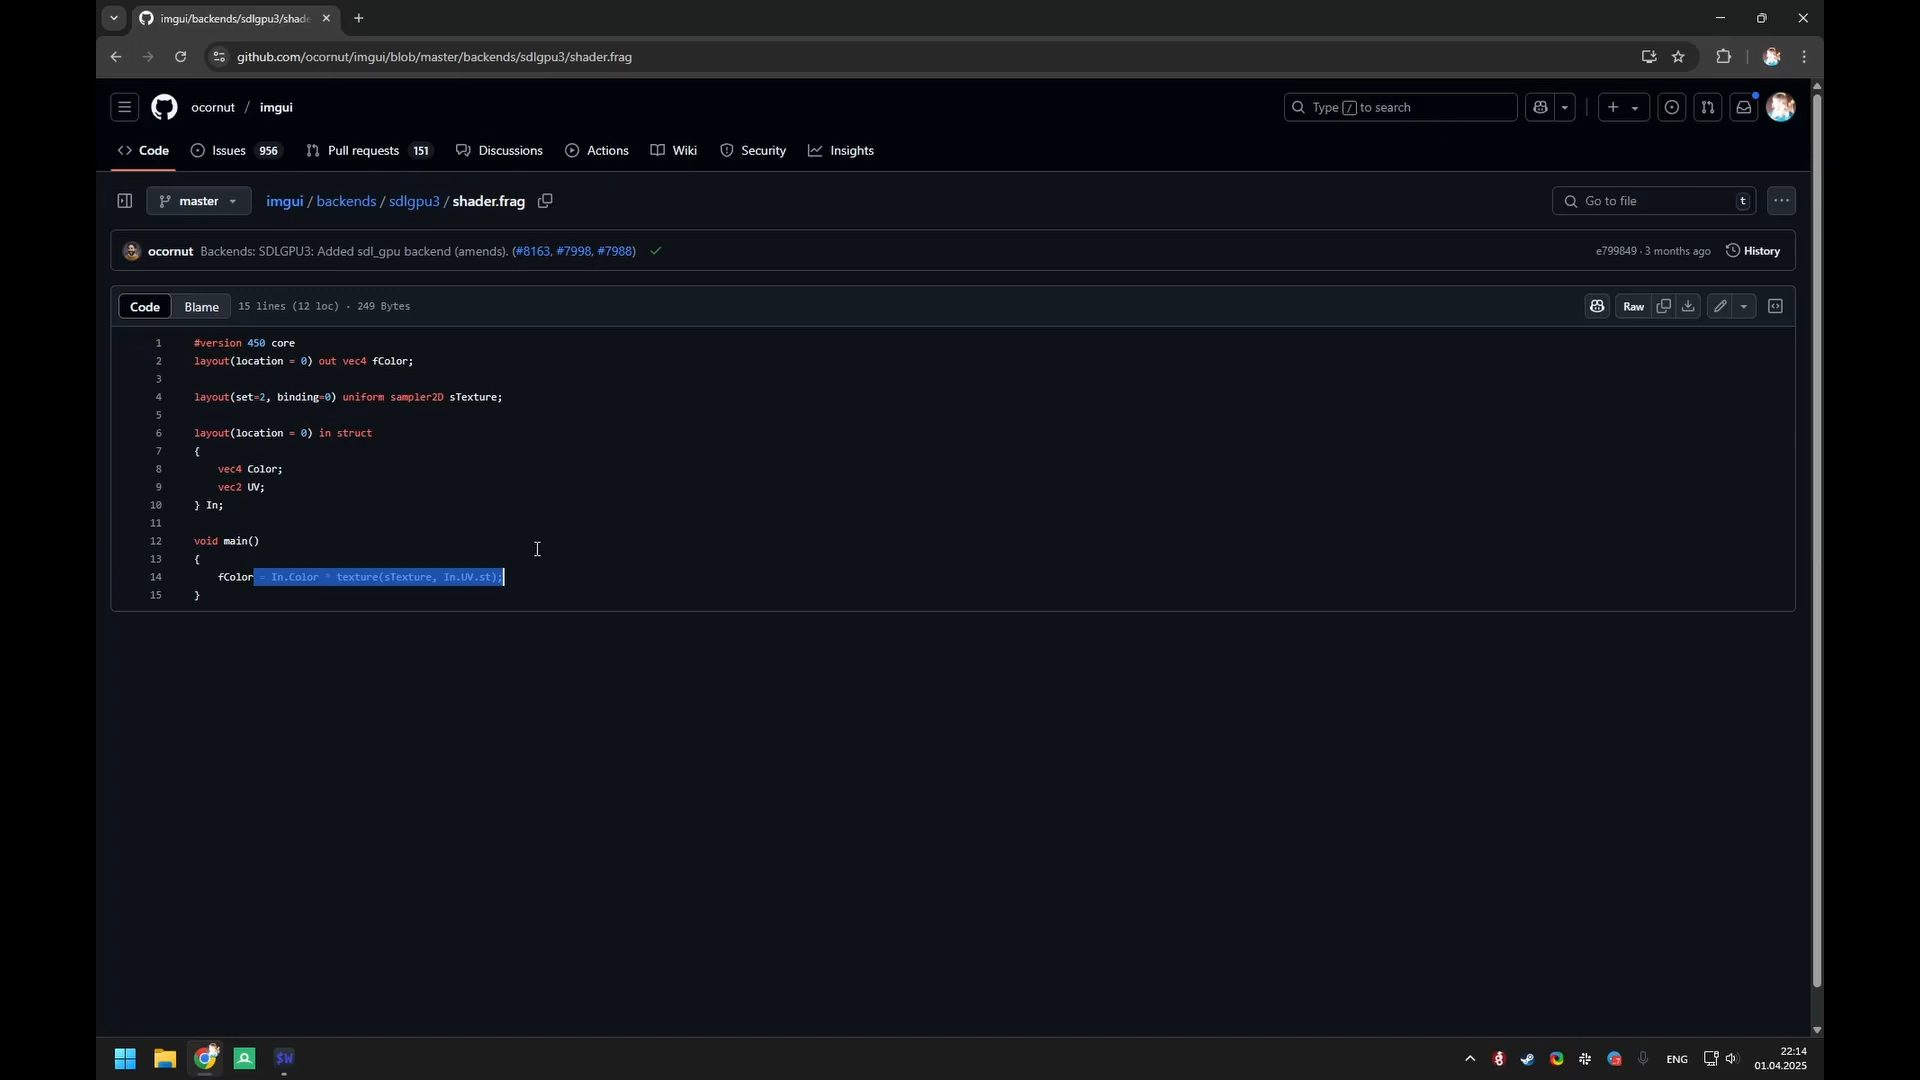 imgui/backends/sdlgpu3/shade
github.com/ocornut/imgui/blob/master/backends/sdlgpu3/shader.frag
ocornut / imgui
Type / to search
Code Issues 956 Pull requests 151 Discussions Actions Wiki Security Insights
master imgui / backends / sdlgpu3 / shader.frag
Go to file t
ocornut Backends: SDLGPU3: Added sdl_gpu backend (amends). (#8163, #7998, #7988)
e799849 · 3 months ago History
Code Blame 15 lines (12 loc) · 249 Bytes
Raw
1 #version 450 core
2 layout(location = 0) out vec4 fColor;
3
4 layout(set=2, binding=0) uniform sampler2D sTexture;
5
6 layout(location = 0) in struct
7 {
8 vec4 Color;
9 vec2 UV;
10 } In;
11
12 void main()
13 {
14 fColor = In.Color * texture(sTexture, In.UV.st);
15 }
$W
ENG
22:14
01.04.2025